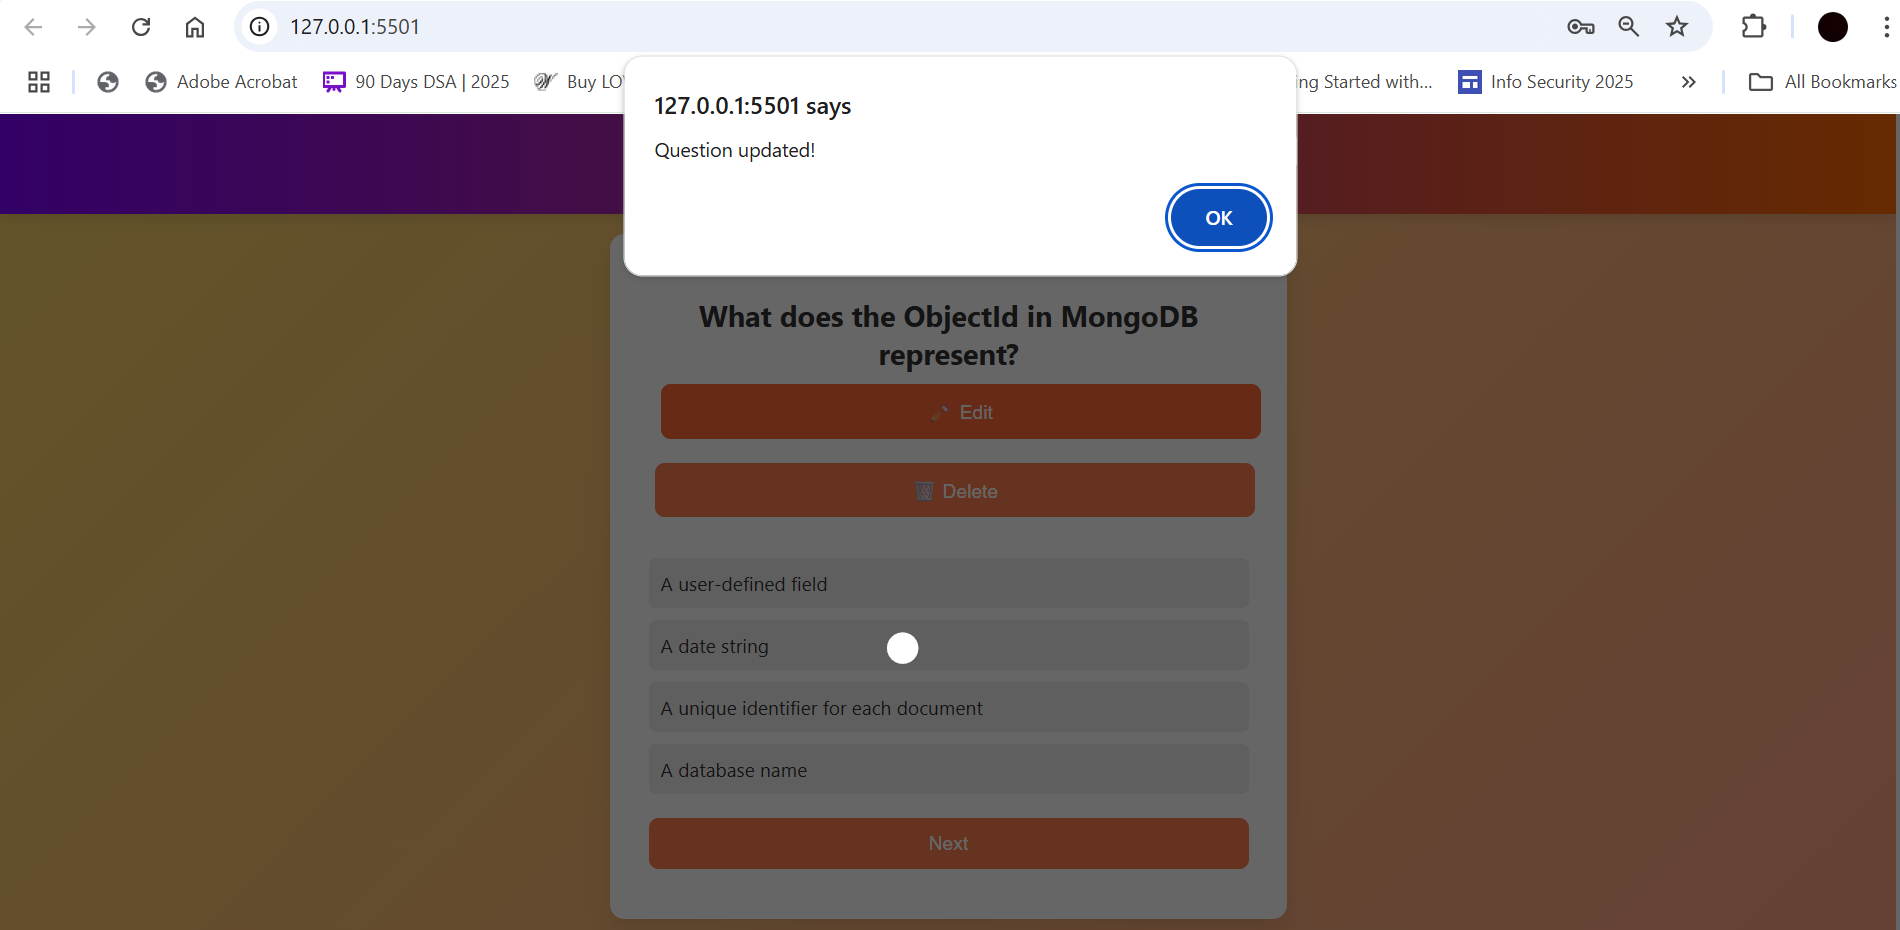 127.0.0.1:5501
Adobe Acrobat
90 Days DSA | 2025
Buy LO
ing Started with...
Info Security 2025
All Bookmarks
127.0.0.1:5501 says
Question updated!
OK
What does the ObjectId in MongoDB
represent?
Edit
Delete
A user-defined field
A date string
A unique identifier for each document
A database name
Next